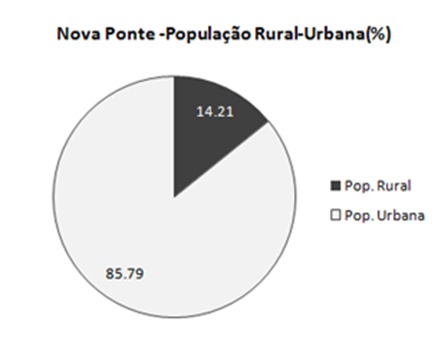 Nova Ponte -População Rural-Urbana(%)
14.21
Pop. Rural
Pop. Urbana
85.79